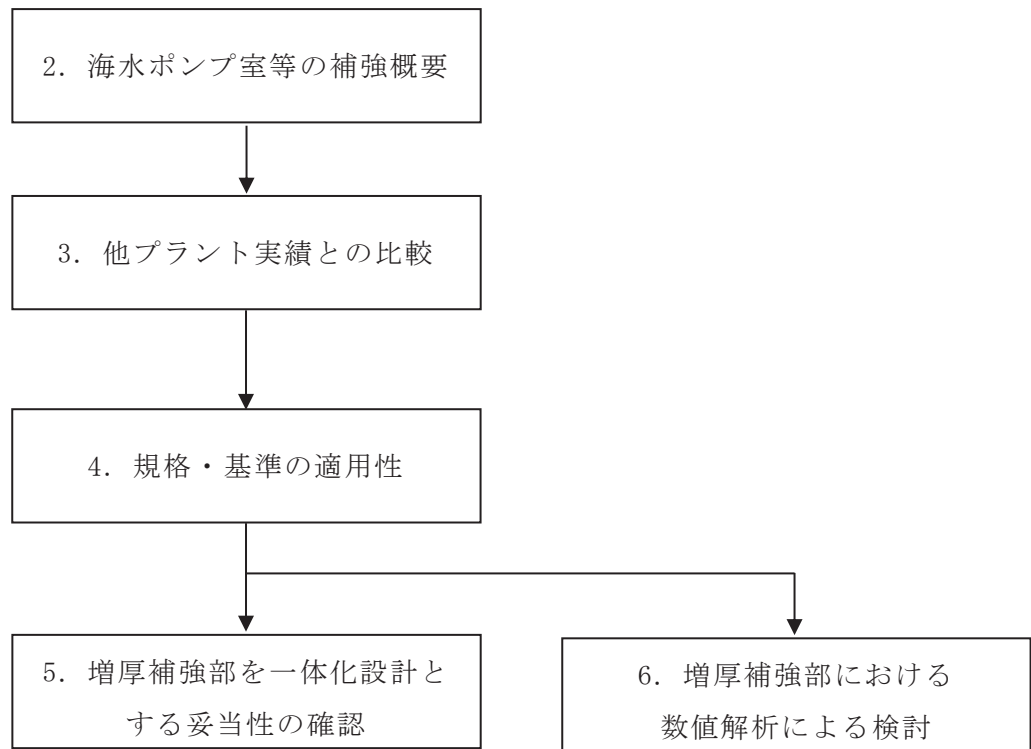 2. 海水ポンプ室等の補強概要
3. 他プラント実績との比較
4. 規格・基準の適用性
5. 増厚補強部を一体化設計と
する妥当性の確認
6. 増厚補強部における
数値解析による検討